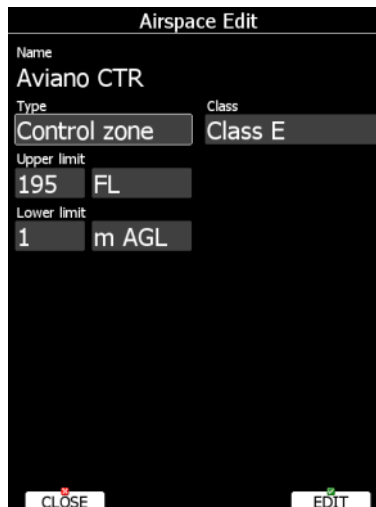 Airspace Edit
Name
Aviano CTR
Type Class
Control zone Class E
Upper limit
195 FL
Lower limit
1 m AGL
CLOSE EDIT